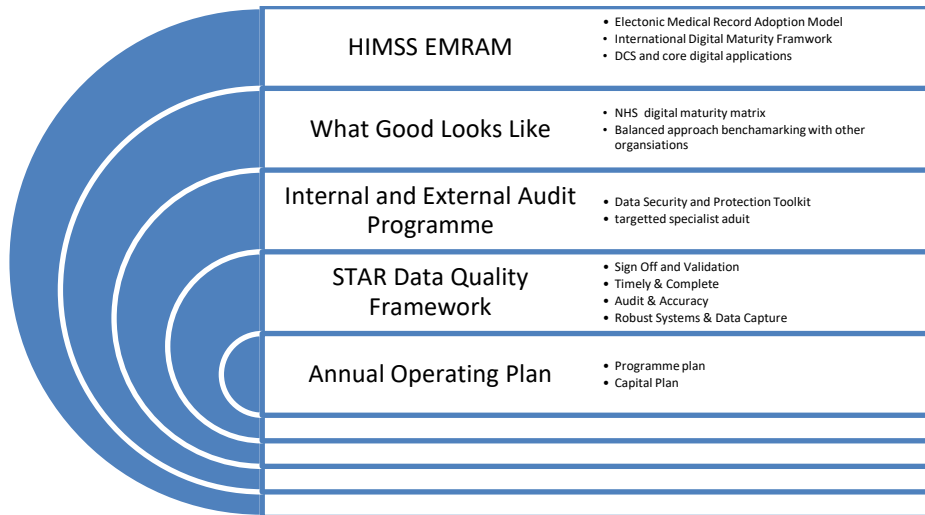 HIMSS EMRAM
• Electonic Medical Record Adoption Model
• International Digital Maturity Framwork
• DCS and core digital applications
What Good Looks Like
• NHS digital maturity matrix
• Balanced approach benchamarking with other
organsiations
Internal and External Audit
Programme
• Data Security and Protection Toolkit
• targetted specialist aduit
STAR Data Quality
Framework
• Sign Off and Validation
• Timely & Complete
• Audit & Accuracy
• Robust Systems & Data Capture
Annual Operating Plan
• Programme plan
• Capital Plan